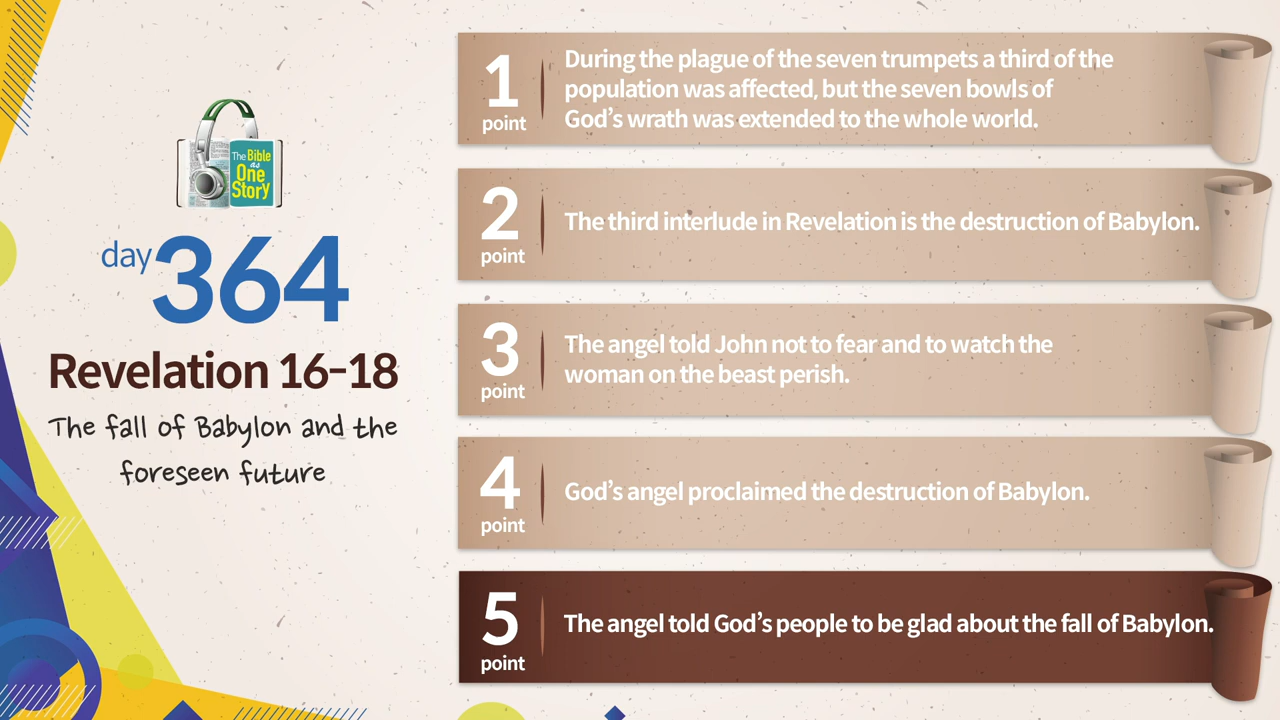 The Bible
as
One
Story
day 364
Revelation 16-18
The fall of Babylon and the
foreseen future
1
point
During the plague of the seven trumpets a third of the
population was affected, but the seven bowls of
God's wrath was extended to the whole world.
2
point
The third interlude in Revelation is the destruction of Babylon.
3
point
The angel told John not to fear and to watch the
woman on the beast perish.
4
point
God's angel proclaimed the destruction of Babylon.
5
point
The angel told God's people to be glad about the fall of Babylon.